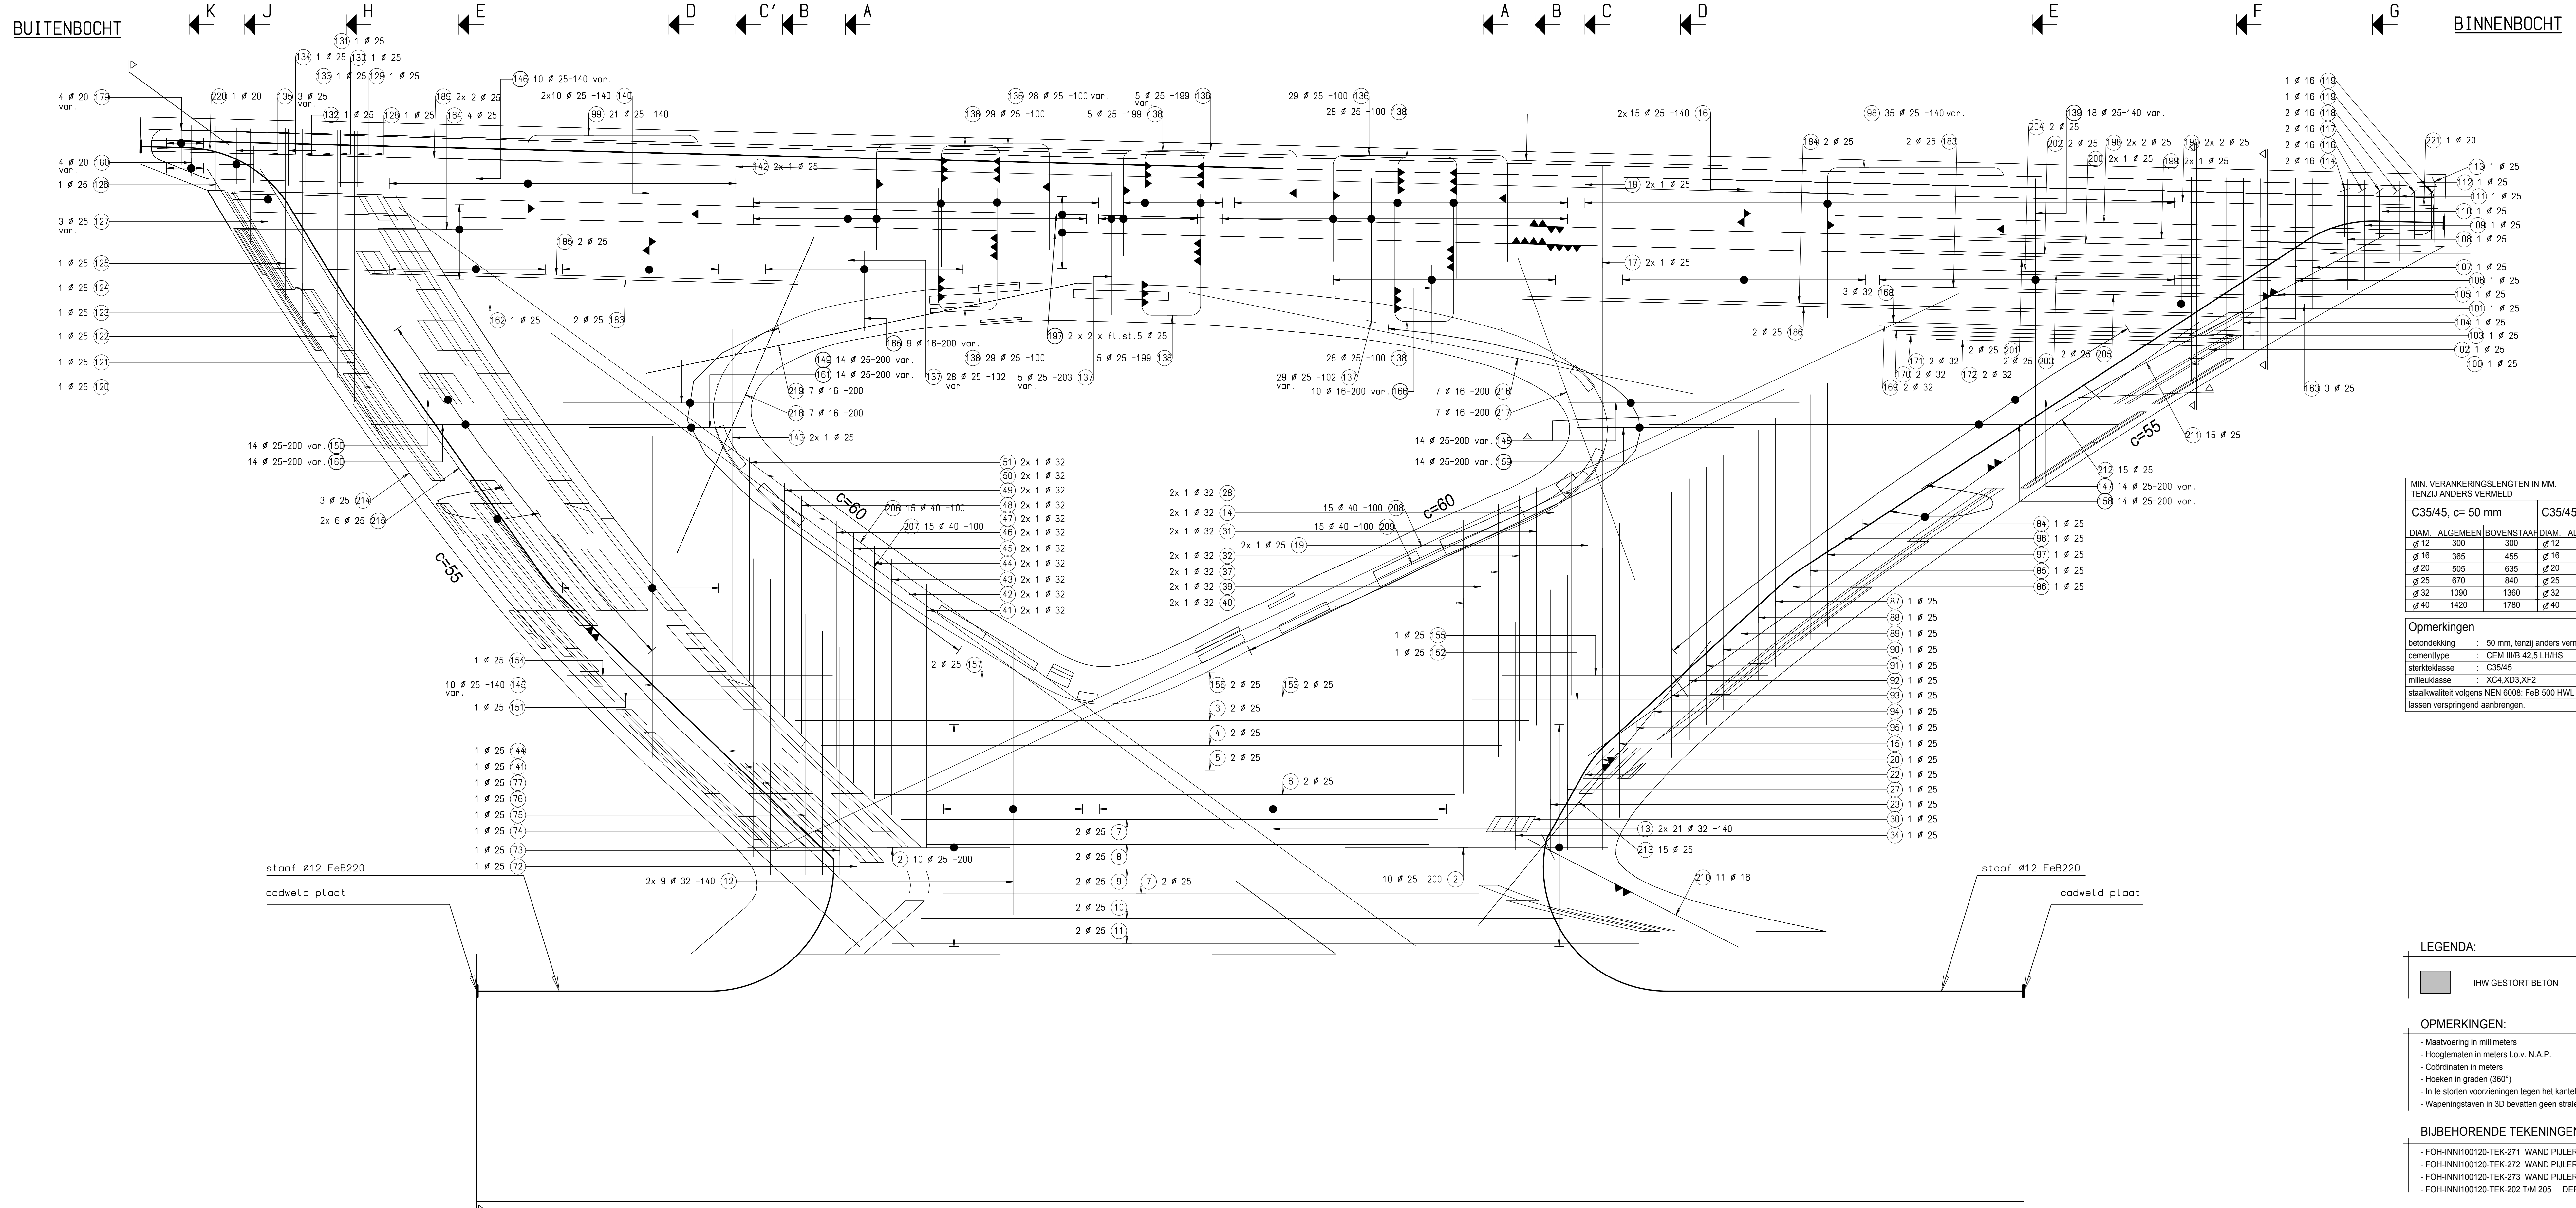 BUITENBOCHT
K J H E D C' B A A B C D E F G
BINNENBOCHT
131 1 ø 25
134 1 ø 25
130 1 ø 25
133 1 ø 25
129 1 ø 25
146 10 ø 25-140 var.
136 28 ø 25 -100 var.
5 ø 25 -199 136
var.
29 ø 25 -100 136
1 ø 16 119
4 ø 20 179
var.
220 1 ø 20
135 3 ø 25
var.
189 2x 2 ø 25
2x10 ø 25 -140 140
1 ø 16 119
132 1 ø 25
128 1 ø 25
164 4 ø 25
99 21 ø 25 -140
138 29 ø 25 -100
5 ø 25 -199 138
28 ø 25 -100 138
2x 15 ø 25 -140 16
98 35 ø 25 -140 var.
139 18 ø 25-140 var.
2 ø 16 118
204 2 ø 25
2 ø 16 117
184 2 ø 25
2 ø 25 183
202 2 ø 25
198 2x 2 ø 25
190 2x 2 ø 25
221 1 ø 20
2 ø 16 116
200 2x 1 ø 25
199 2x 1 ø 25
2 ø 16 114
4 ø 20 180
var.
142 2x 1 ø 25
113 1 ø 25
1 ø 25 126
18 2x 1 ø 25
112 1 ø 25
111 1 ø 25
110 1 ø 25
3 ø 25 127
var.
109 1 ø 25
185 2 ø 25
108 1 ø 25
1 ø 25 125
17 2x 1 ø 25
107 1 ø 25
106 1 ø 25
1 ø 25 124
3 ø 32 168
105 1 ø 25
101 1 ø 25
1 ø 25 123
162 1 ø 25
2 ø 25 183
104 1 ø 25
1 ø 25 122
197 2 x 2 x fl.st.5 ø 25
2 ø 25 186
103 1 ø 25
165 9 ø 16-200 var.
2 ø 25 201
2 ø 25 205
102 1 ø 25
1 ø 25 121
149 14 ø 25-200 var.
138 29 ø 25 -100
5 ø 25 -199 138
28 ø 25 -100 138
171 2 ø 32
2 ø 25 203
100 1 ø 25
161 14 ø 25-200 var.
137 28 ø 25 -102
var.
5 ø 25 -203 137
var.
29 ø 25 -102 137
var.
170 2 ø 32
172 2 ø 32
1 ø 25 120
219 7 ø 16 -200
10 ø 16-200 var. 166
7 ø 16 -200 216
169 2 ø 32
163 3 ø 25
218 7 ø 16 -200
7 ø 16 -200 217
143 2x 1 ø 25
14 ø 25-200 var. 148
c=55
211 15 ø 25
14 ø 25-200 var. 150
14 ø 25-200 var. 160
14 ø 25-200 var. 159
51 2x 1 ø 32
50 2x 1 ø 32
49 2x 1 ø 32
48 2x 1 ø 32
47 2x 1 ø 32
46 2x 1 ø 32
45 2x 1 ø 32
44 2x 1 ø 32
43 2x 1 ø 32
42 2x 1 ø 32
41 2x 1 ø 32
212 15 ø 25
147 14 ø 25-200 var.
158 14 ø 25-200 var.
3 ø 25 214
2x 6 ø 25 215
c=60
206 15 ø 40 -100
207 15 ø 40 -100
2x 1 ø 32 28
2x 1 ø 32 14
2x 1 ø 32 31
2x 1 ø 25 19
2x 1 ø 32 32
2x 1 ø 32 37
2x 1 ø 32 39
2x 1 ø 32 40
15 ø 40 -100 208
15 ø 40 -100 209
c=60
c=55
84 1 ø 25
96 1 ø 25
97 1 ø 25
85 1 ø 25
86 1 ø 25
87 1 ø 25
88 1 ø 25
89 1 ø 25
90 1 ø 25
91 1 ø 25
92 1 ø 25
93 1 ø 25
94 1 ø 25
95 1 ø 25
15 1 ø 25
20 1 ø 25
22 1 ø 25
27 1 ø 25
23 1 ø 25
30 1 ø 25
34 1 ø 25
1 ø 25 155
1 ø 25 152
2 ø 25 157
156 2 ø 25
153 2 ø 25
1 ø 25 154
10 ø 25 -140 145
var.
1 ø 25 151
3 2 ø 25
4 2 ø 25
5 2 ø 25
6 2 ø 25
1 ø 25 144
1 ø 25 141
1 ø 25 77
1 ø 25 76
1 ø 25 75
1 ø 25 74
1 ø 25 73
1 ø 25 72
2 ø 25 7
2 ø 25 8
2 ø 25 9
7 2 ø 25
2 ø 25 10
2 ø 25 11
13 2x 21 ø 32 -140
213 15 ø 25
2 10 ø 25 -200
10 ø 25 -200 2
2x 9 ø 32 -140 12
210 11 ø 16
staaf ø12 FeB220
cadweld plaat
staaf ø12 FeB220
cadweld plaat
MIN. VERANKERINGSLENGTEN IN MM.
TENZIJ ANDERS VERMELD
C35/45, c= 50 mm C35/45
DIAM. ALGEMEEN BOVENSTAAF DIAM.
ø12 300 300 ø12
ø16 365 455 ø16
ø20 505 635 ø20
ø25 670 840 ø25
ø32 1090 1360 ø32
ø40 1420 1780 ø40
Opmerkingen
betondekking : 50 mm, tenzij anders
cementtype : CEM III/B 42,5 LH/HS
sterkteklasse : C35/45
milieuklasse : XC4,XD3,XF2
staalkwaliteit volgens NEN 6008: FeB 500 HWL
lassen verspringend aanbrengen.
LEGENDA:
IHW GESTORT BETON
OPMERKINGEN:
- Maatvoering in millimeters
- Hoogtematen in meters t.o.v. N.A.P.
- Coördinaten in meters
- Hoeken in graden (360°)
- In te storten voorzieningen tegen het
- Wapeningstaven in 3D bevatten geen
BIJBEHORENDE TEKENINGEN
- FOH-INNI100120-TEK-271 WAND PIJLER
- FOH-INNI100120-TEK-272 WAND PIJLER
- FOH-INNI100120-TEK-273 WAND PIJLER
- FOH-INNI100120-TEK-202 T/M 205